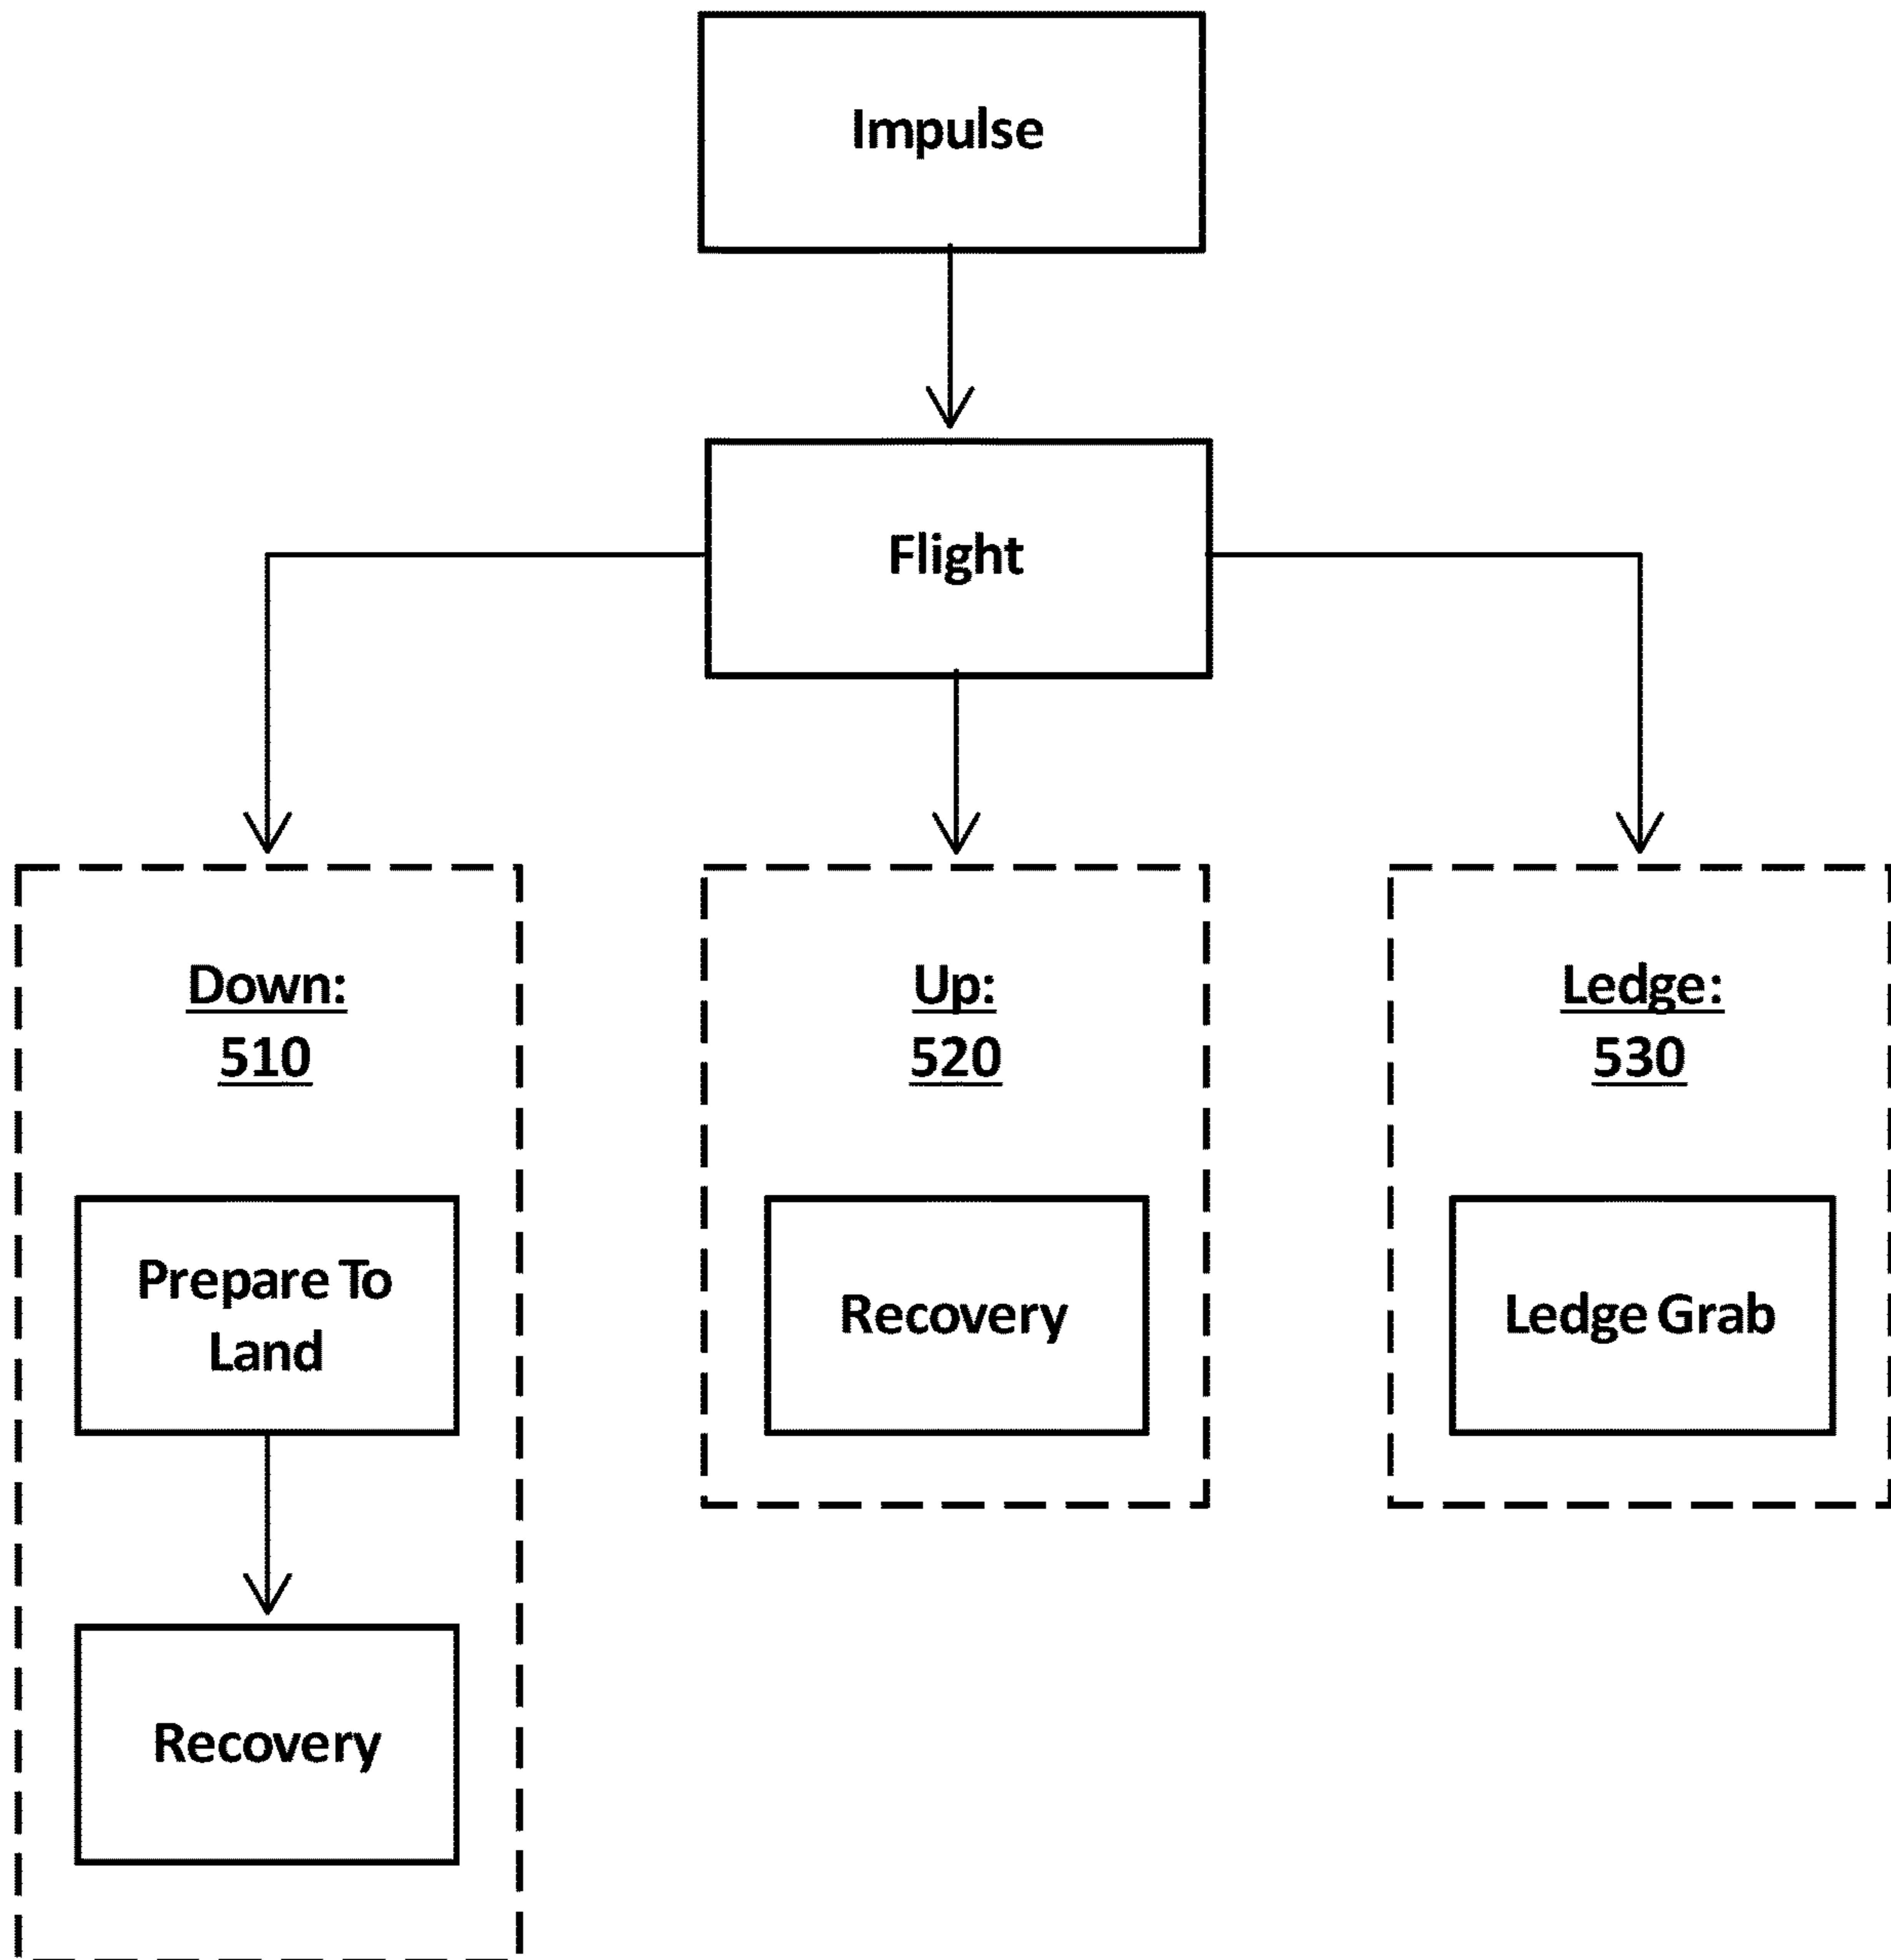 Impulse
Flight
Down:
510
Prepare To
Land
Recovery
Up:
520
Recovery
Ledge:
530
Ledge Grab